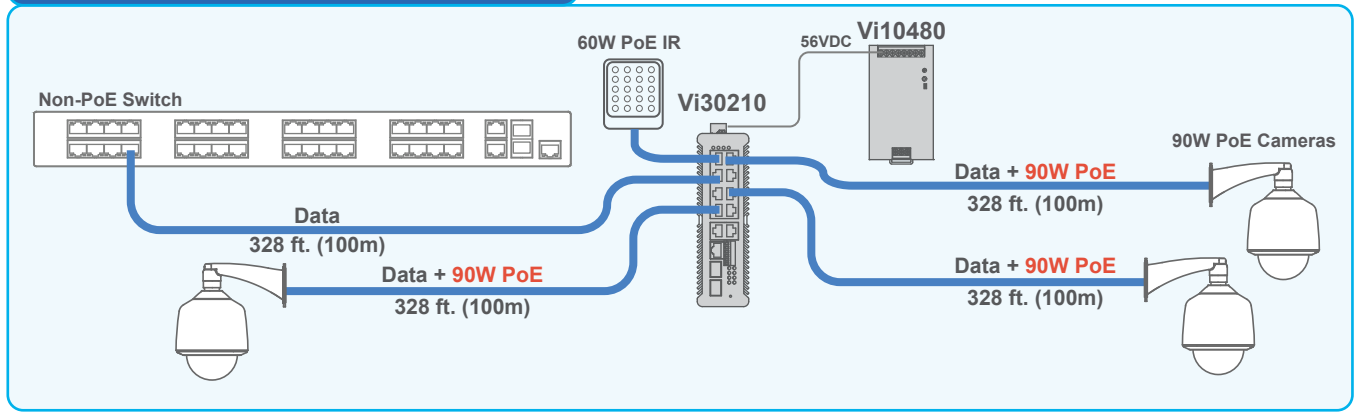 60W PoE IR
56VDC
Vi10480
Non-PoE Switch
Vi30210
90W PoE Cameras
Data + 90W PoE
328 ft. (100m)
Data
328 ft. (100m)
Data + 90W PoE
328 ft. (100m)
Data + 90W PoE
328 ft. (100m)